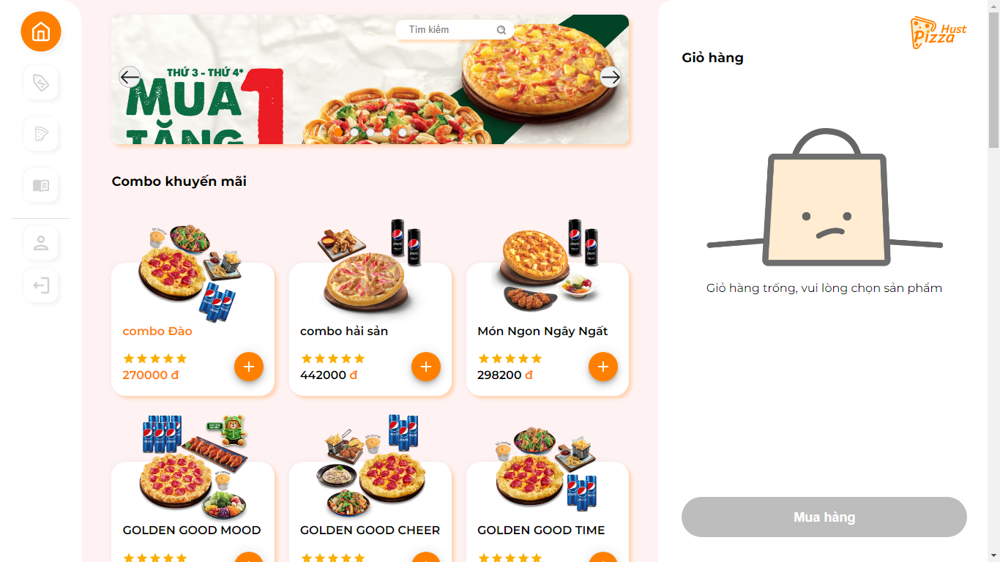 Tìm kiếm
THỨ 3 - THỨ 4*
MUA 1
TẶNG
Hust
Pizza
Giỏ hàng
Giỏ hàng trống, vui lòng chọn sản phẩm
Mua hàng
Combo khuyến mãi
combo Đào
270000 đ
combo hải sản
442000 đ
Món Ngon Ngây Ngất
298200 đ
pepsi
GOLDEN GOOD MOOD
GOLDEN GOOD CHEER
GOLDEN GOOD TIME